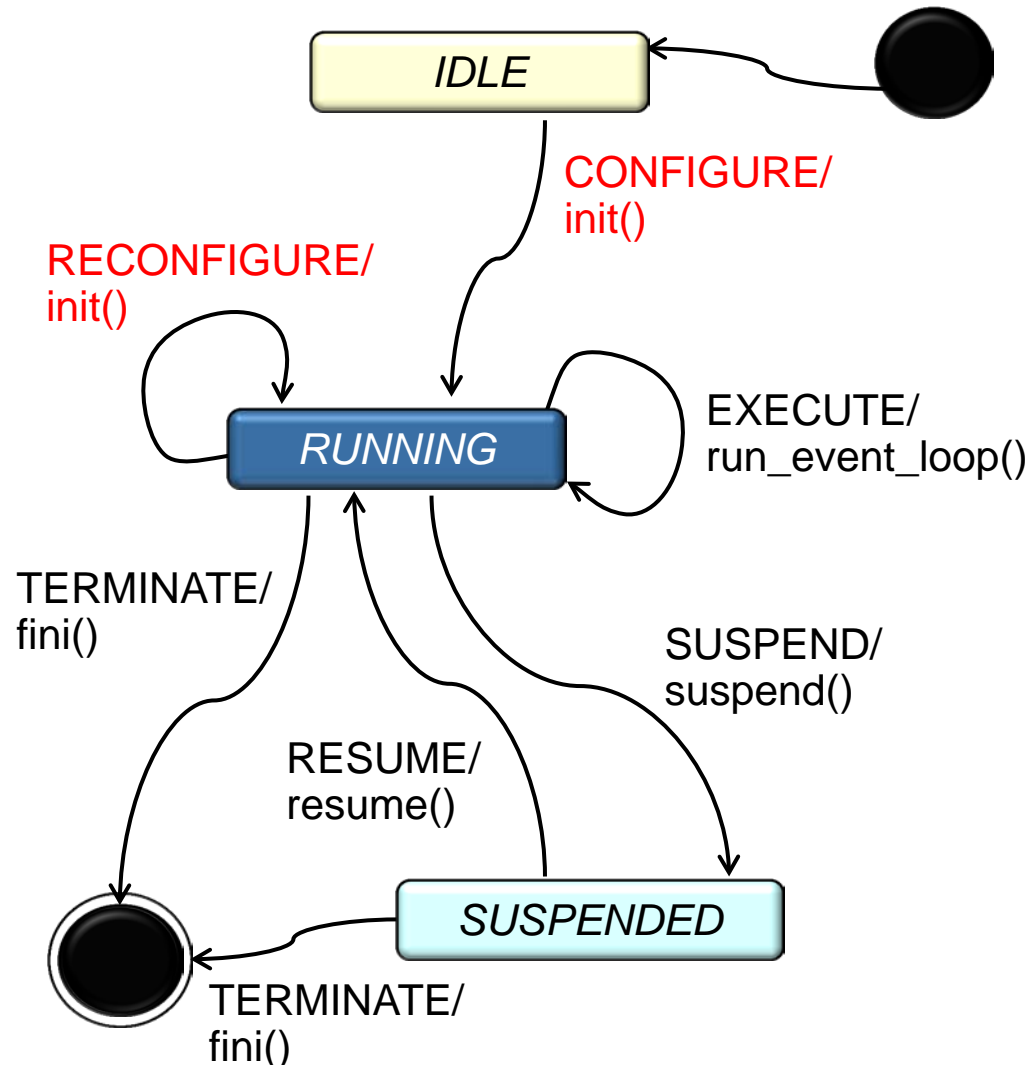 IDLE
CONFIGURE/
init()
RECONFIGURE/
init()
RUNNING
EXECUTE/
run_event_loop()
TERMINATE/
fini()
SUSPEND/
suspend()
RESUME/
resume()
SUSPENDED
TERMINATE/
fini()